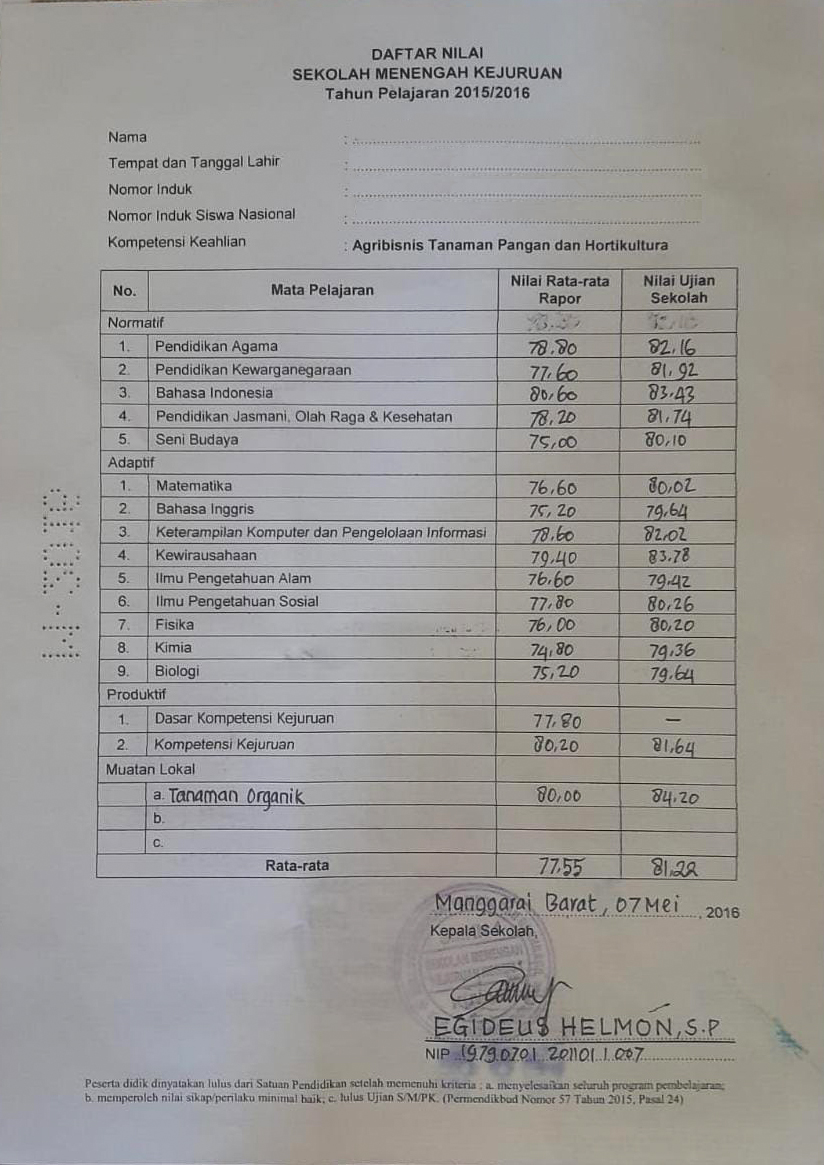 DAFTAR NILAI
SEKOLAH MENENGAH KEJURUAN
Tahun Pelajaran 2015/2016
Nama :
Tempat dan Tanggal Lahir :
Nomor Induk :
Nomor Induk Siswa Nasional :
Kompetensi Keahlian : Agribisnis Tanaman Pangan dan Hortikultura
No. Mata Pelajaran Nilai Rata-rata Rapor Nilai Ujian Sekolah
Normatif
1. Pendidikan Agama 78.80 82,16
2. Pendidikan Kewarganegaraan 77,60 81,92
3. Bahasa Indonesia 80,60 83.43
4. Pendidikan Jasmani, Olah Raga & Kesehatan 78,20 81,74
5. Seni Budaya 75,00 80,10
Adaptif
1. Matematika 76,60 80,02
2. Bahasa Inggris 75,20 79,64
3. Keterampilan Komputer dan Pengelolaan Informasi 78,60 82,02
4. Kewirausahaan 79,40 83.78
5. Ilmu Pengetahuan Alam 76,60 79,42
6. Ilmu Pengetahuan Sosial 77,80 80,26
7. Fisika 76,00 80,20
8. Kimia 74,80 79,36
9. Biologi 75,20 79,64
Produktif
1. Dasar Kompetensi Kejuruan 77,80 —
2. Kompetensi Kejuruan 80,20 81,64
Muatan Lokal
a. Tanaman Organik 80,00 84,20
b.
c.
Rata-rata 77,55 81,22
Manggarai Barat, 07 Mei, 2016
Kepala Sekolah,
SEKOLAH MENENGAH
EGIDEUS HELMON, S.P
NIP 19790701 201101 1 007
Peserta didik dinyatakan lulus dari Satuan Pendidikan setelah memenuhi kriteria : a. menyelesaikan seluruh program pembelajaran;
b. memperoleh nilai sikap/perilaku minimal baik; c. lulus Ujian S/M/PK. (Permendikbud Nomor 57 Tahun 2015, Pasal 24)